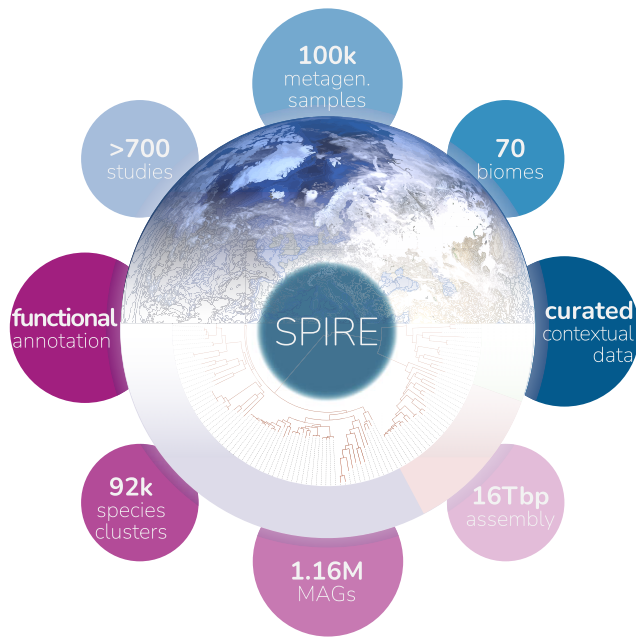 100k
metagen.
samples
>700
studies
70
biomes
functional
annotation
SPIRE
curated
contextual
data
92k
species
clusters
16Tbp
assembly
1.16M
MAGs